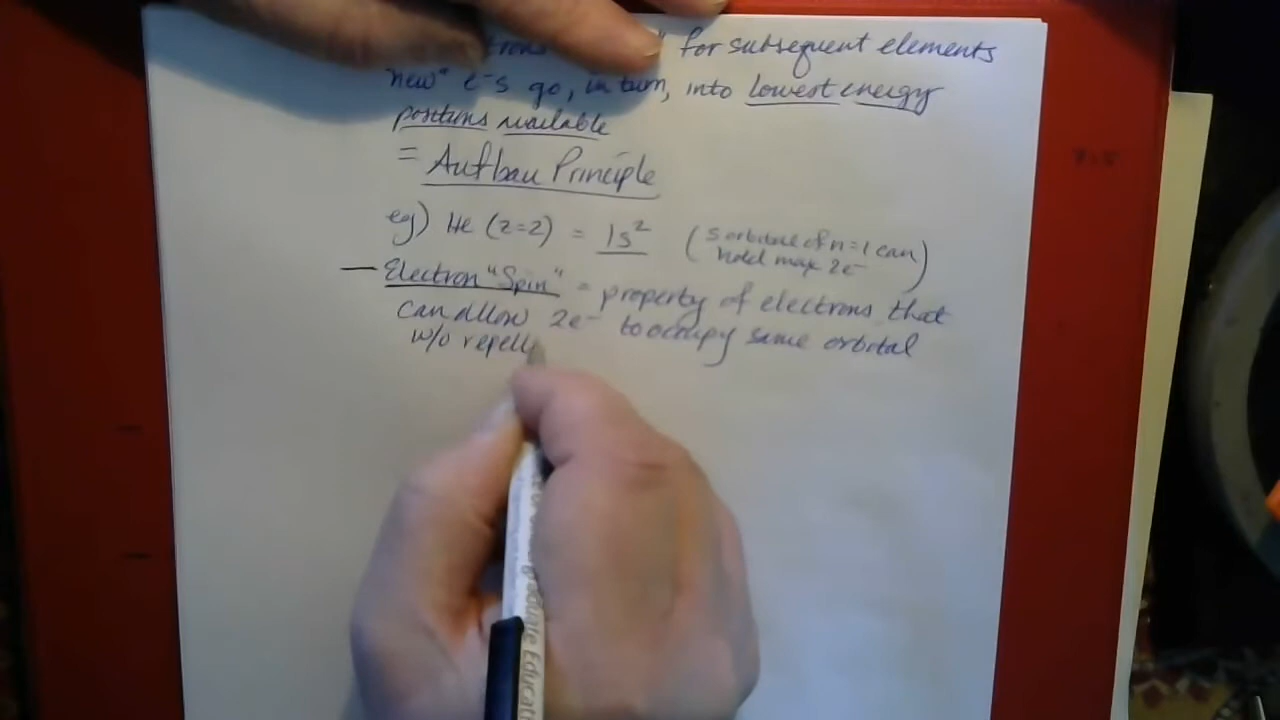 trons " for subsequent elements
new" e⁻s go, in turn, into lowest energy
positions available
= Aufbau Principle
eg) He (z=2) = 1s² (s orbital of n=1 can
hold max 2e⁻)
— Electron "Spin" = property of electrons that
can allow 2e⁻ to occupy same orbital
w/o repell